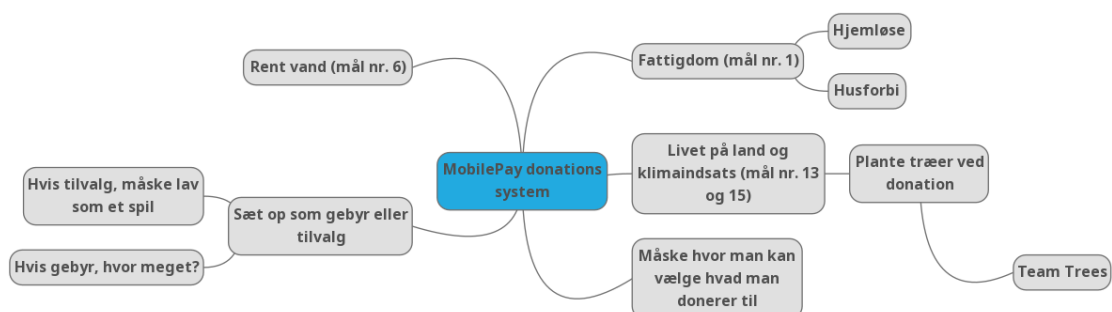 Hjemløse
Rent vand (mål nr. 6)
Fattigdom (mål nr. 1)
Husforbi
MobilePay donations
system
Livet på land og
klimaindsats (mål nr. 13
og 15)
Plante træer ved
donation
Hvis tilvalg, måske lav
som et spil
Sæt op som gebyr eller
tilvalg
Hvis gebyr, hvor meget?
Måske hvor man kan
vælge hvad man
donerer til
Team Trees